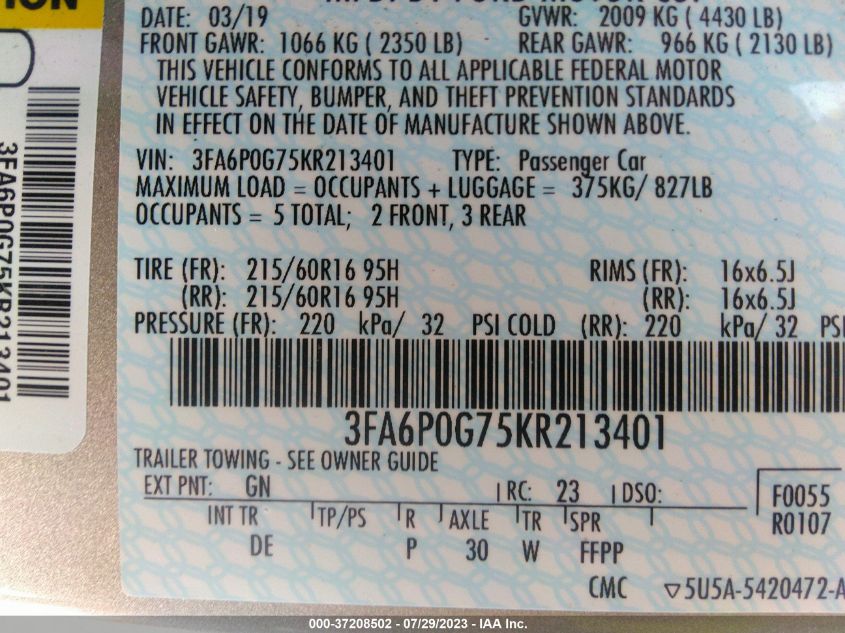 DATE: 03/19 GVWR: 2009 KG ( 4430 LB)
FRONT GAWR: 1066 KG ( 2350 LB) REAR GAWR: 966 KG ( 2130 LB)
THIS VEHICLE CONFORMS TO ALL APPLICABLE FEDERAL MOTOR
VEHICLE SAFETY, BUMPER, AND THEFT PREVENTION STANDARDS
IN EFFECT ON THE DATE OF MANUFACTURE SHOWN ABOVE.
VIN: 3FA6P0G75KR213401 TYPE: Passenger Car
MAXIMUM LOAD = OCCUPANTS + LUGGAGE = 375KG/ 827LB
OCCUPANTS = 5 TOTAL; 2 FRONT, 3 REAR
TIRE (FR): 215/60R16 95H RIMS (FR): 16x6.5J
(RR): 215/60R16 95H (RR): 16x6.5J
PRESSURE (FR): 220 kPa/ 32 PSI COLD (RR): 220 kPa/ 32 PSI
3FA6P0G75KR213401
TRAILER TOWING - SEE OWNER GUIDE
EXT PNT: GN RC: 23 DSO:
F0055
R0107
INT TR TP/PS R AXLE TR SPR
DE P 30 W FFPP
CMC ▽5U5A-5420472-A
3FA6P0G75KR213401
000-37208502 - 07/29/2023 - IAA Inc.